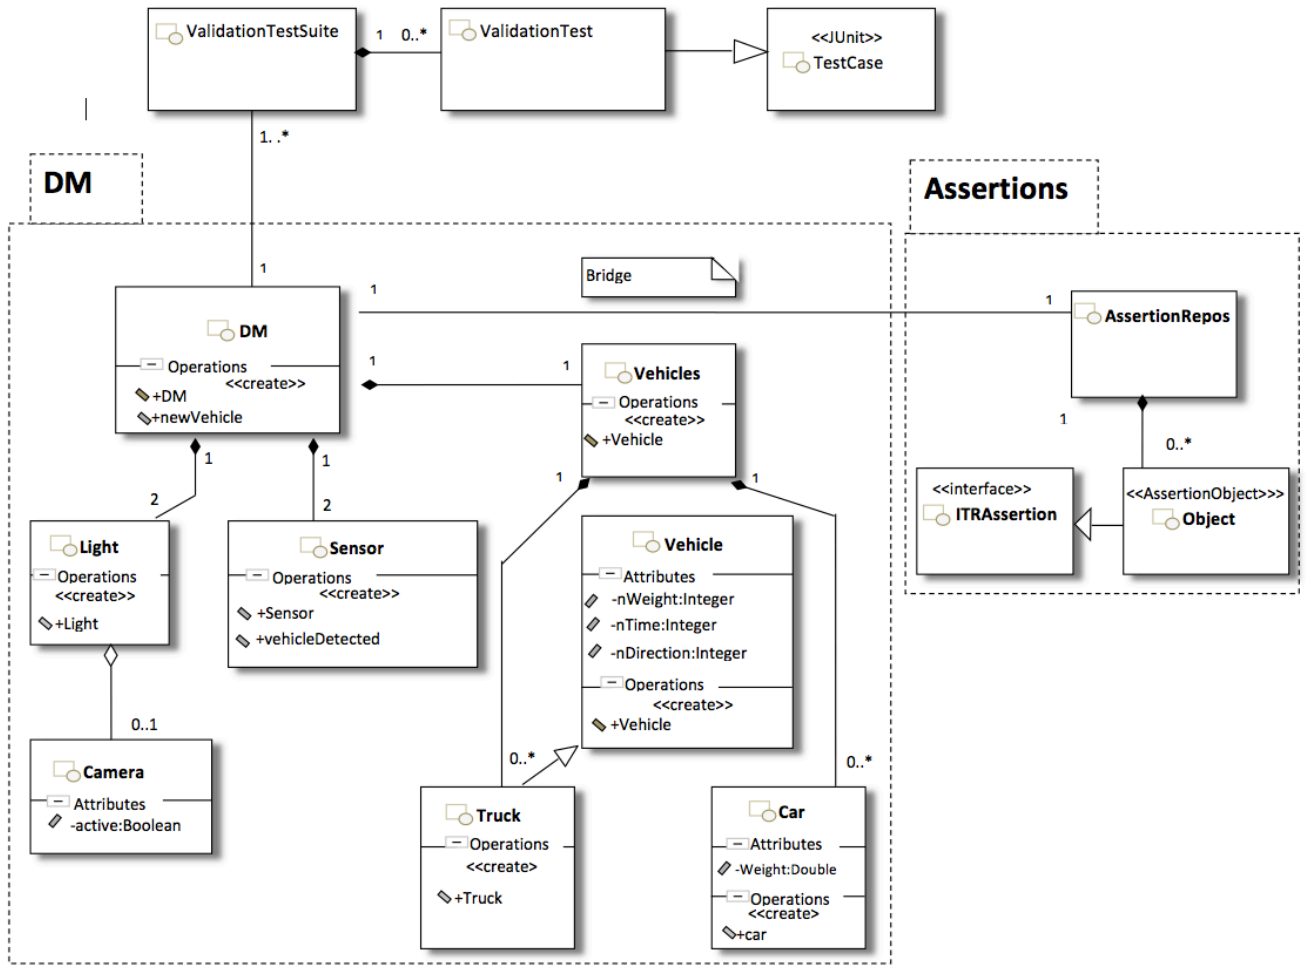 ValidationTestSuite
1
0..*
ValidationTest
<<JUnit>>
TestCase
1. .*
DM
Assertions
1
Bridge
1
1
DM
Operations
<<create>>
+DM
+newVehicle
AssertionRepos
1
1
Vehicles
Operations
<<create>>
+Vehicle
1
0..*
1
1
2
2
1
1
<<interface>>
ITRAssertion
<<AssertionObject>>>
Object
Light
Operations
<<create>>
+Light
Sensor
Operations
<<create>>
+Sensor
+vehicleDetected
Vehicle
Attributes
-nWeight:Integer
-nTime:Integer
-nDirection:Integer
Operations
<<create>>
+Vehicle
0..1
0..*
0..*
Camera
Attributes
-active:Boolean
Truck
Operations
<<create>
+Truck
Car
Attributes
-Weight:Double
Operations
<<create>
+car